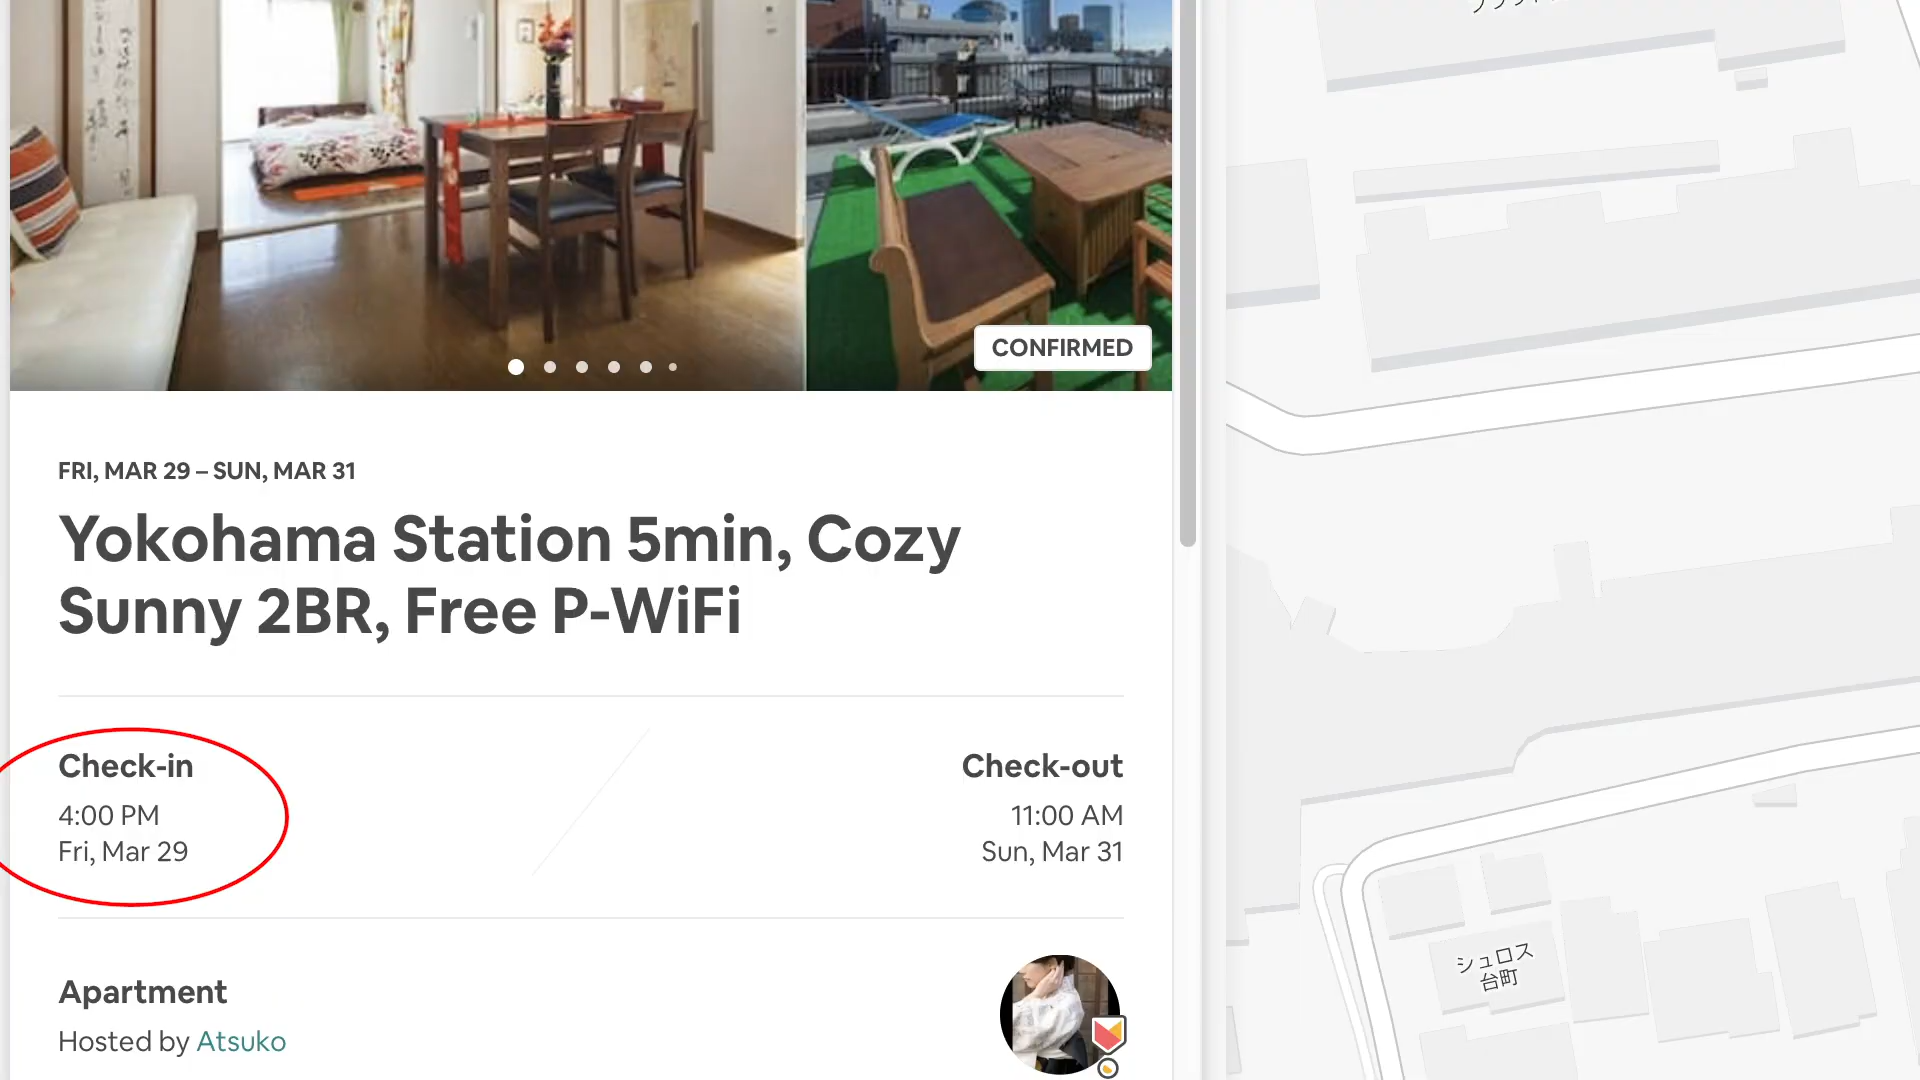 CONFIRMED
FRI, MAR 29 – SUN, MAR 31
Yokohama Station 5min, Cozy
Sunny 2BR, Free P-WiFi
Check-in
4:00 PM
Fri, Mar 29
Check-out
11:00 AM
Sun, Mar 31
Apartment
Hosted by Atsuko
シュロス
台町